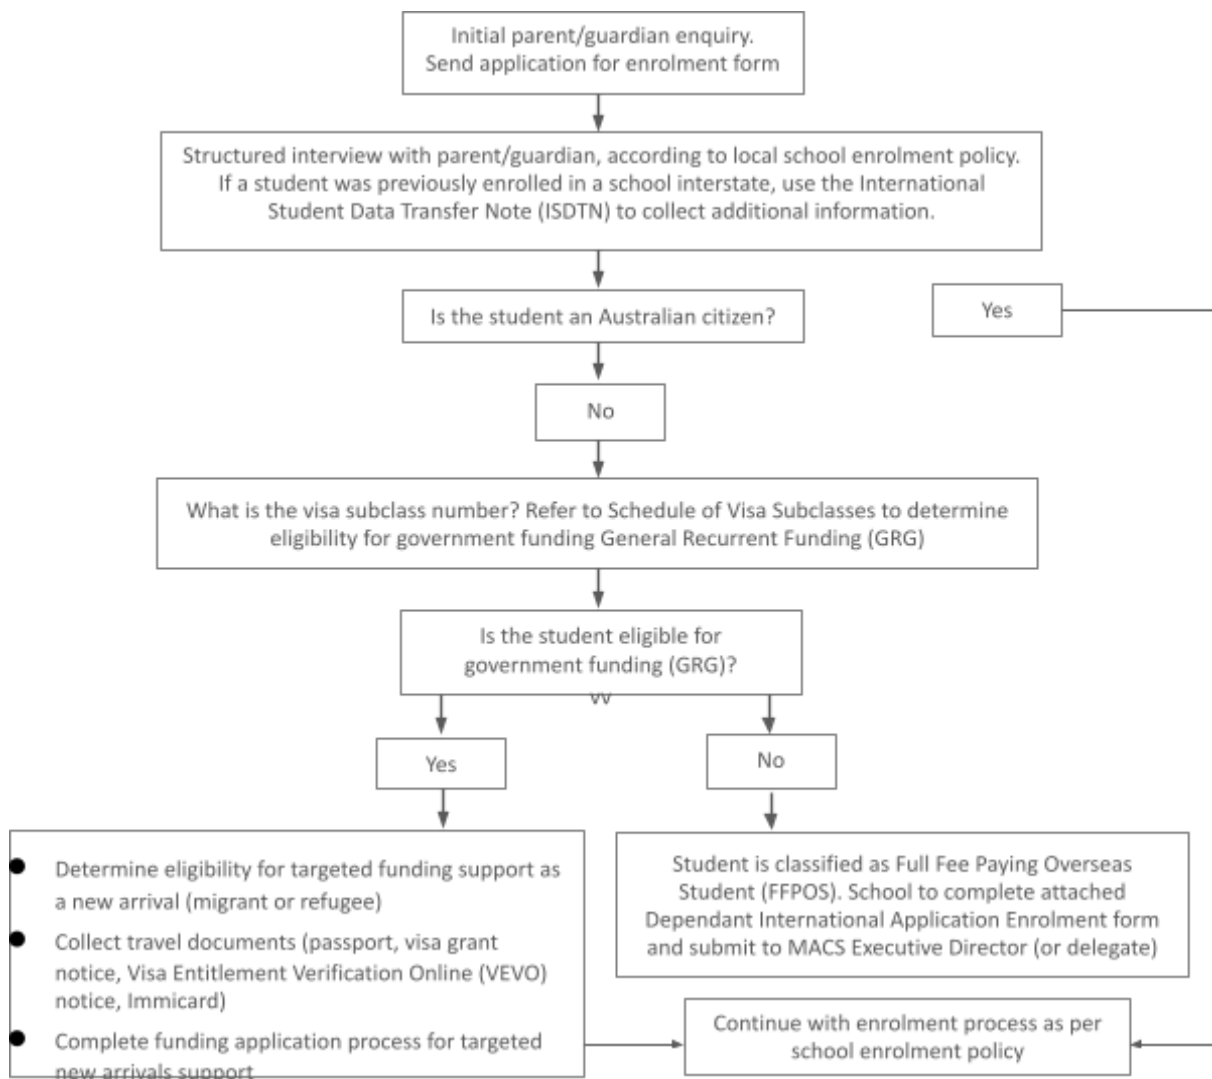 Initial parent/guardian enquiry.
Send application for enrolment form
Structured interview with parent/guardian, according to local school enrolment policy.
If a student was previously enrolled in a school interstate, use the International
Student Data Transfer Note (ISDTN) to collect additional information.
Is the student an Australian citizen?
Yes
No
What is the visa subclass number? Refer to Schedule of Visa Subclasses to determine
eligibility for government funding General Recurrent Funding (GRG)
Is the student eligible for
government funding (GRG)?
Yes
No
Determine eligibility for targeted funding support as
a new arrival (migrant or refugee)
Collect travel documents (passport, visa grant
notice, Visa Entitlement Verification Online (VEVO)
notice, Immicard)
Complete funding application process for targeted
new arrivals support
Student is classified as Full Fee Paying Overseas
Student (FFPOS). School to complete attached
Dependant International Application Enrolment form
and submit to MACS Executive Director (or delegate)
Continue with enrolment process as per
school enrolment policy